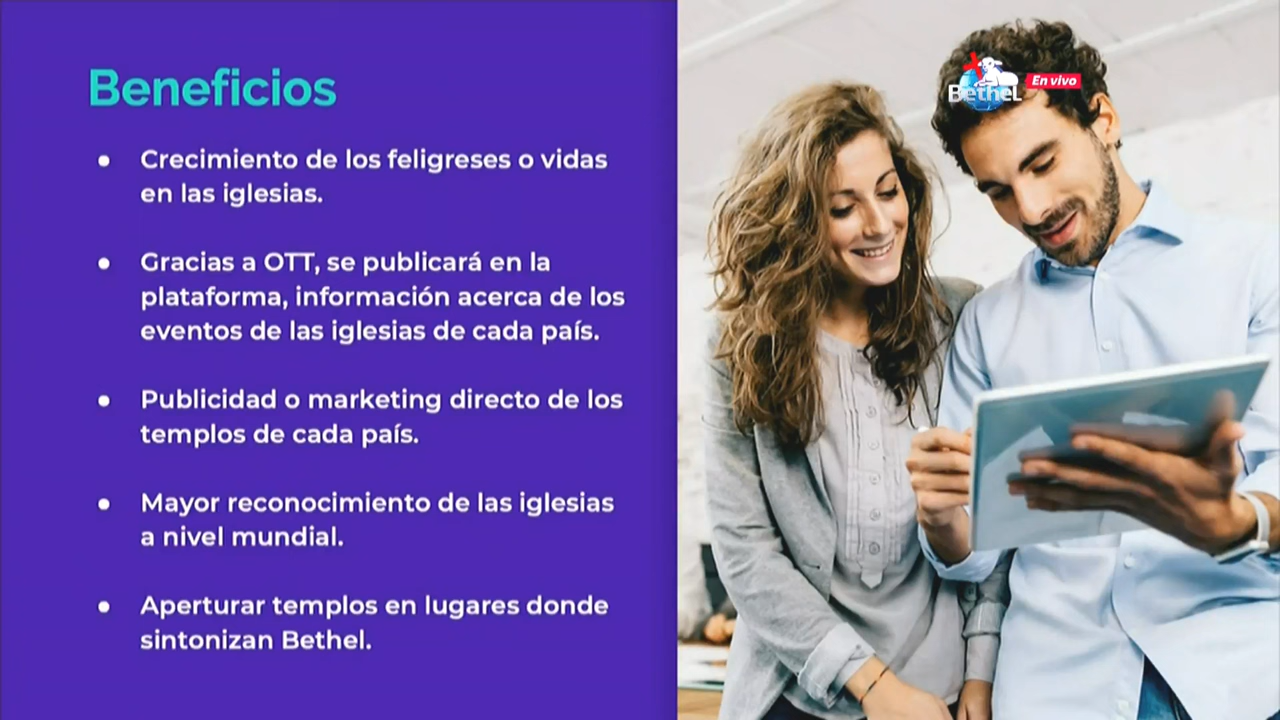 Beneficios
● Crecimiento de los feligreses o vidas
en las iglesias.
● Gracias a OTT, se publicará en la
plataforma, información acerca de los
eventos de las iglesias de cada país.
● Publicidad o marketing directo de los
templos de cada país.
● Mayor reconocimiento de las iglesias
a nivel mundial.
● Aperturar templos en lugares donde
sintonizan Bethel.
Bethel En vivo